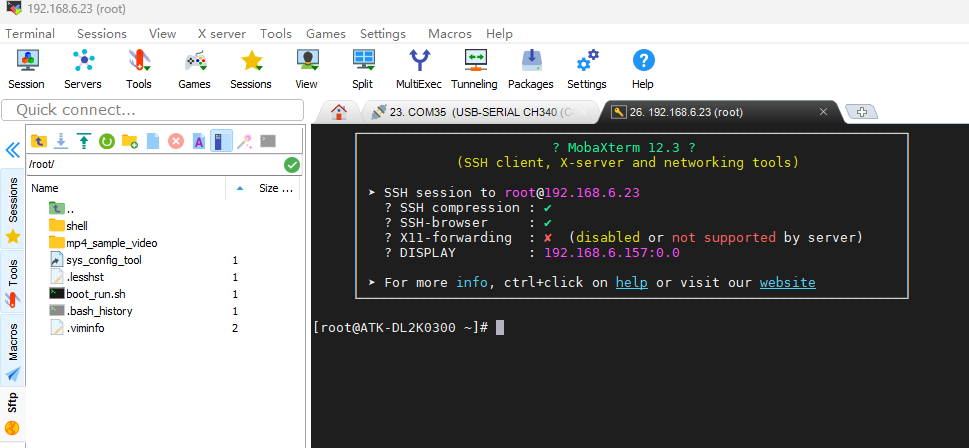 192.168.6.23 (root)
Terminal Sessions View X server Tools Games Settings Macros Help
Session Servers Tools Games Sessions View Split MultiExec Tunneling Packages Settings Help
Quick connect...
23. COM35 (USB-SERIAL CH340 (C
26. 192.168.6.23 (root)
/root/
Name Size ...
..
shell
mp4_sample_video
sys_config_tool 1
.lesshst 1
boot_run.sh 1
.bash_history 1
.viminfo 2
Sessions
Tools
Macros
Sftp
? MobaXterm 12.3 ?
(SSH client, X-server and networking tools)
➤ SSH session to root@192.168.6.23
? SSH compression : ✔
? SSH-browser : ✔
? X11-forwarding : ✘ (disabled or not supported by server)
? DISPLAY : 192.168.6.157:0.0
➤ For more info, ctrl+click on help or visit our website
[root@ATK-DL2K0300 ~]#